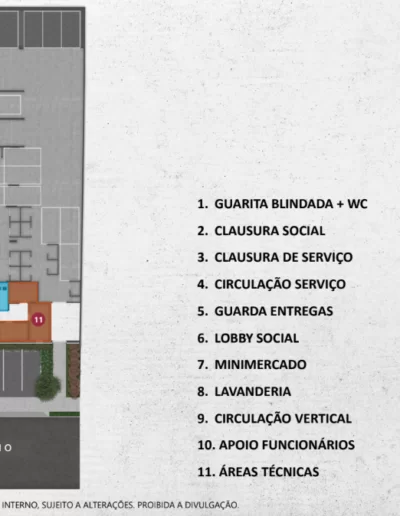 1. GUARITA BLINDADA + WC
2. CLAUSURA SOCIAL
3. CLAUSURA DE SERVIÇO
4. CIRCULAÇÃO SERVIÇO
5. GUARDA ENTREGAS
6. LOBBY SOCIAL
7. MINIMERCADO
8. LAVANDERIA
9. CIRCULAÇÃO VERTICAL
10. APOIO FUNCIONÁRIOS
11. ÁREAS TÉCNICAS
11
INTERNO, SUJEITO A ALTERAÇÕES. PROIBIDA A DIVULGAÇÃO.